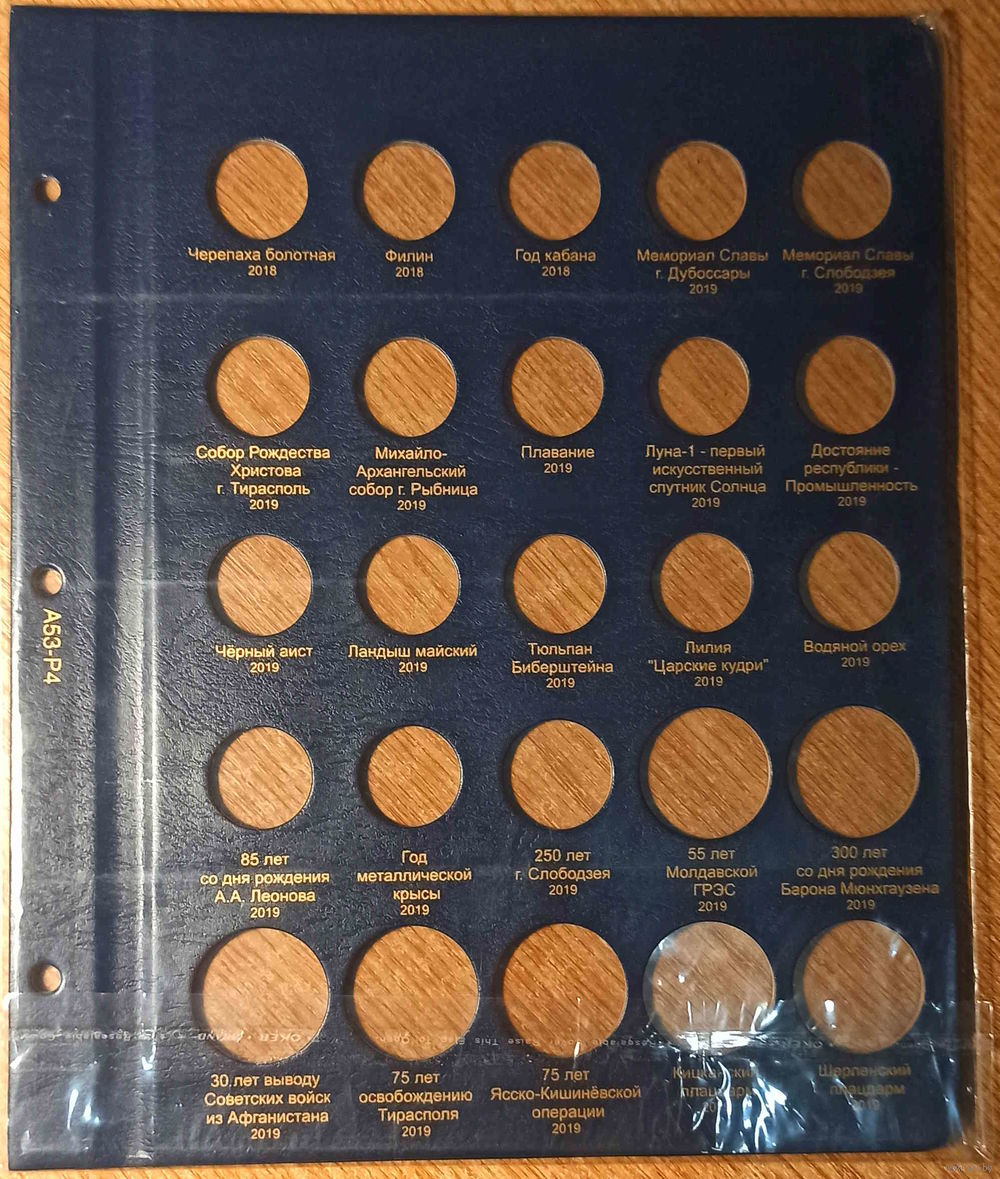 Черепаха болотная
2018
Филин
2018
Год кабана
2018
Мемориал Славы
г. Дубоссары
2019
Мемориал Славы
г. Слободзея
2019
Собор Рождества
Христова
г. Тирасполь
2019
Михайло-
Архангельский
собор г. Рыбница
2019
Плавание
2019
Луна-1 - первый
искусственный
спутник Солнца
2019
Достояние
республики -
Промышленность
2019
A53-P4
Чёрный аист
2019
Ландыш майский
2019
Тюльпан
Биберштейна
2019
Лилия
"Царские кудри"
2019
Водяной орех
2019
85 лет
со дня рождения
А.А. Леонова
2019
Год
металлической
крысы
2019
250 лет
г. Слободзея
2019
55 лет
Молдавской
ГРЭС
2019
300 лет
со дня рождения
Барона Мюнхгаузена
2019
30 лет выводу
Советских войск
из Афганистана
2019
75 лет
освобождению
Тирасполя
2019
75 лет
Ясско-Кишинёвской
операции
2019
плацдарм
Шерпенский
плацдарм